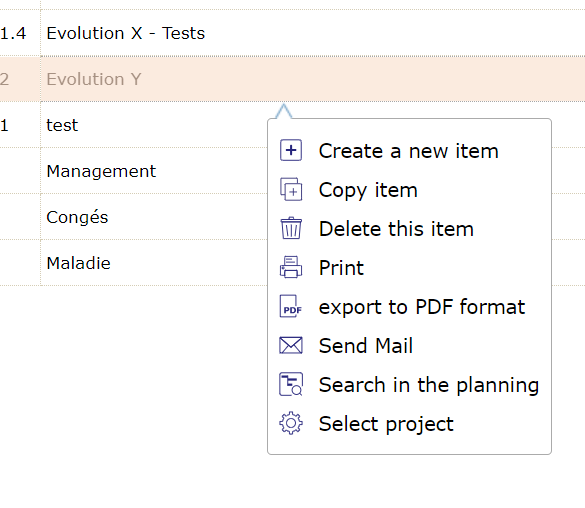 1.4 Evolution X - Tests
2 Evolution Y
1 test
Management
Congés
Maladie
Create a new item
Copy item
Delete this item
Print
PDF export to PDF format
Send Mail
Search in the planning
Select project